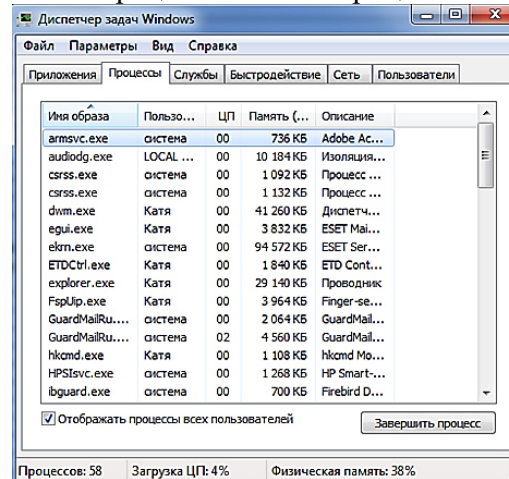 Диспетчер задач Windows
Файл Параметры Вид Справка
Приложения Процессы Службы Быстродействие Сеть Пользователи
Имя образа Пользо... ЦП Память (... Описание
armsvc.exe система 00 736 КБ Adobe Ac...
audiodg.exe LOCAL ... 00 10 184 КБ Изоляция...
csrss.exe система 00 1 092 КБ Процесс ...
csrss.exe система 00 1 132 КБ Процесс ...
dwm.exe Катя 00 41 260 КБ Диспетч...
egui.exe Катя 00 3 832 КБ ESET Mai...
ekrn.exe система 00 94 572 КБ ESET Ser...
ETDCtrl.exe Катя 00 1 840 КБ ETD Cont...
explorer.exe Катя 00 29 140 КБ Проводник
FspUip.exe Катя 00 3 964 КБ Finger-se...
GuardMailRu.... система 00 2 064 КБ GuardMail...
GuardMailRu.... система 02 4 560 КБ GuardMail...
hkcmd.exe Катя 00 1 108 КБ hkcmd Mo...
HPSIsvc.exe система 00 1 268 КБ HP Smart-...
ibguard.exe система 00 700 КБ Firebird D...
Отображать процессы всех пользователей Завершить процесс
Процессов: 58 Загрузка ЦП: 4% Физическая память: 38%